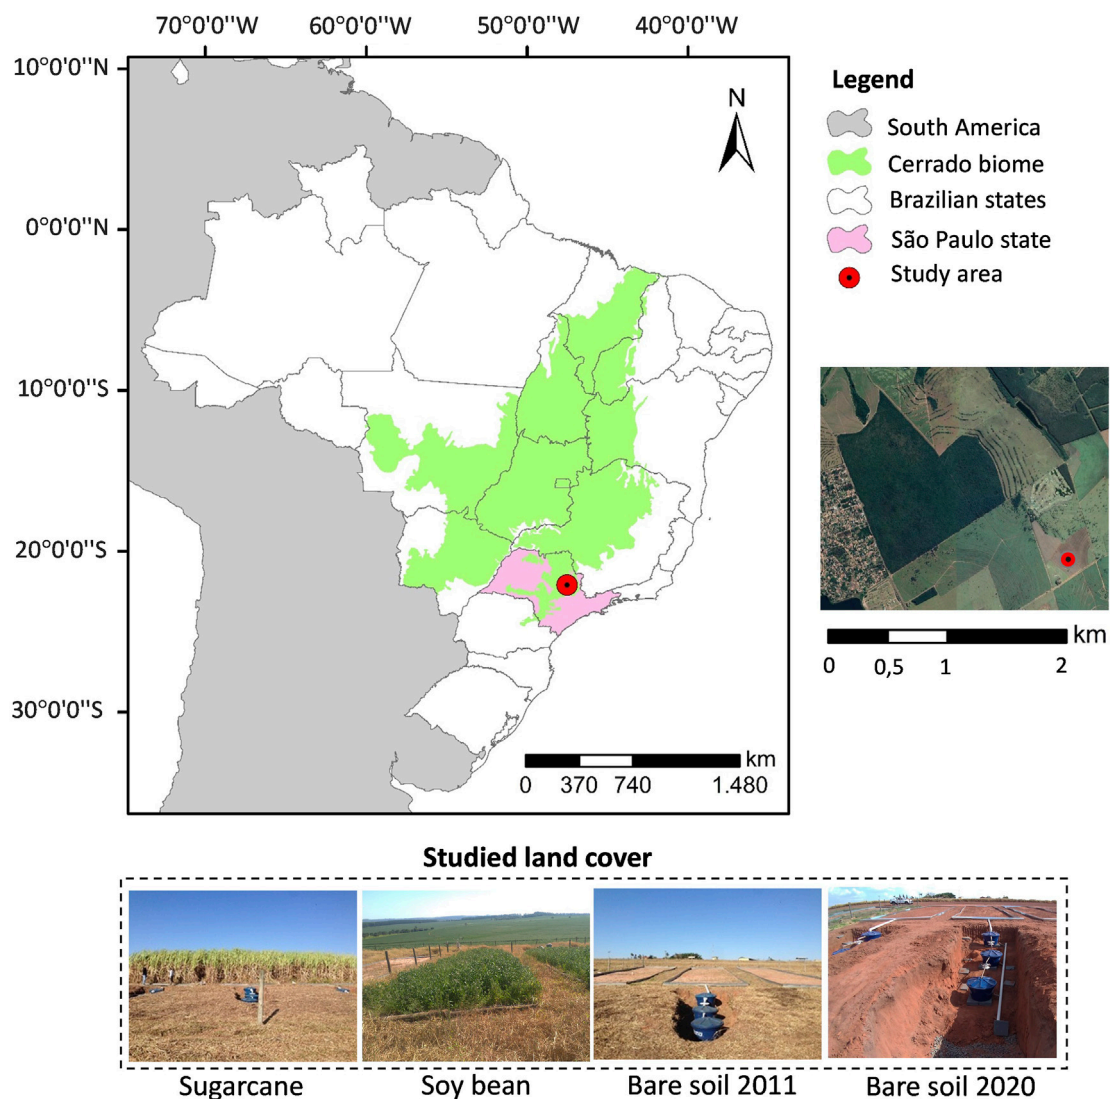 70°0'0"W 60°0'0"W 50°0'0"W 40°0'0"W
10°0'0"N
0°0'0"N
10°0'0"S
20°0'0"S
30°0'0"S
N
km
0 370 740 1.480
Legend
South America
Cerrado biome
Brazilian states
São Paulo state
Study area
km
0 0,5 1 2
Studied land cover
Sugarcane Soy bean Bare soil 2011 Bare soil 2020